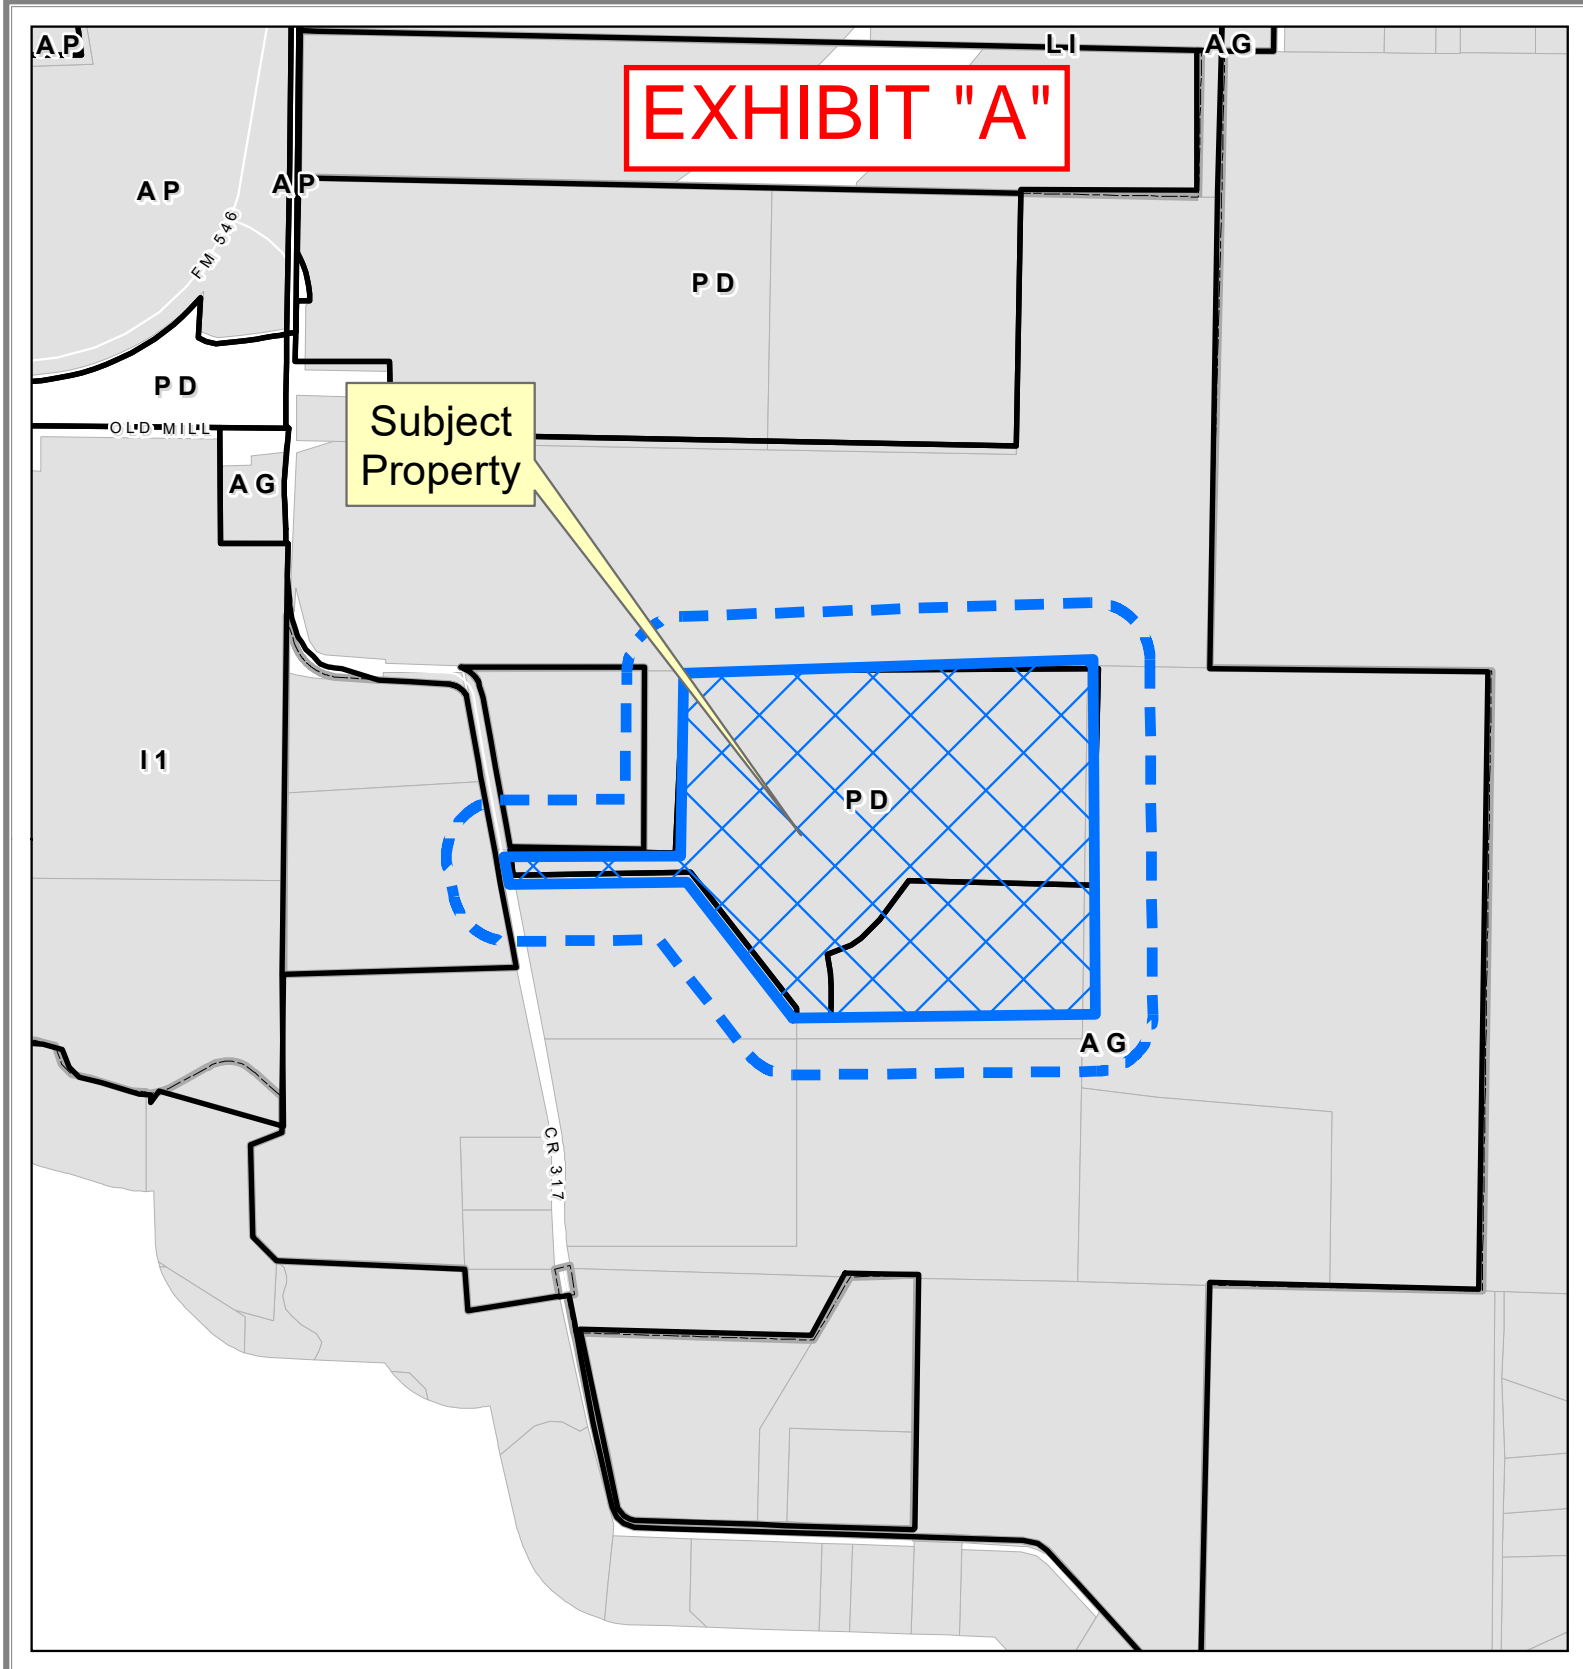 AP
LI
AG
EXHIBIT "A"
AP
AP
FM 546
PD
PD
OLD MILL
Subject
Property
AG
I1
PD
AG
CR 317